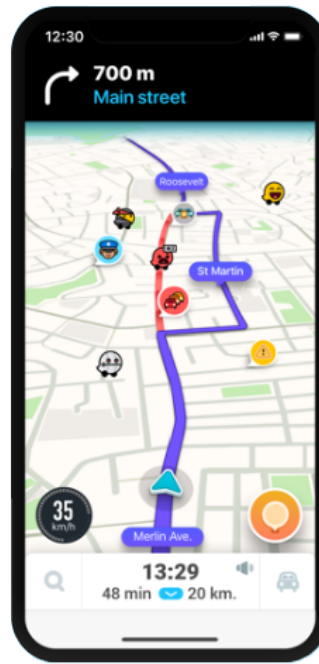 12:30
700 m
Main street
Roosevelt
St Martin
35
km/h
Merlin Ave.
13:29
48 min 20 km.